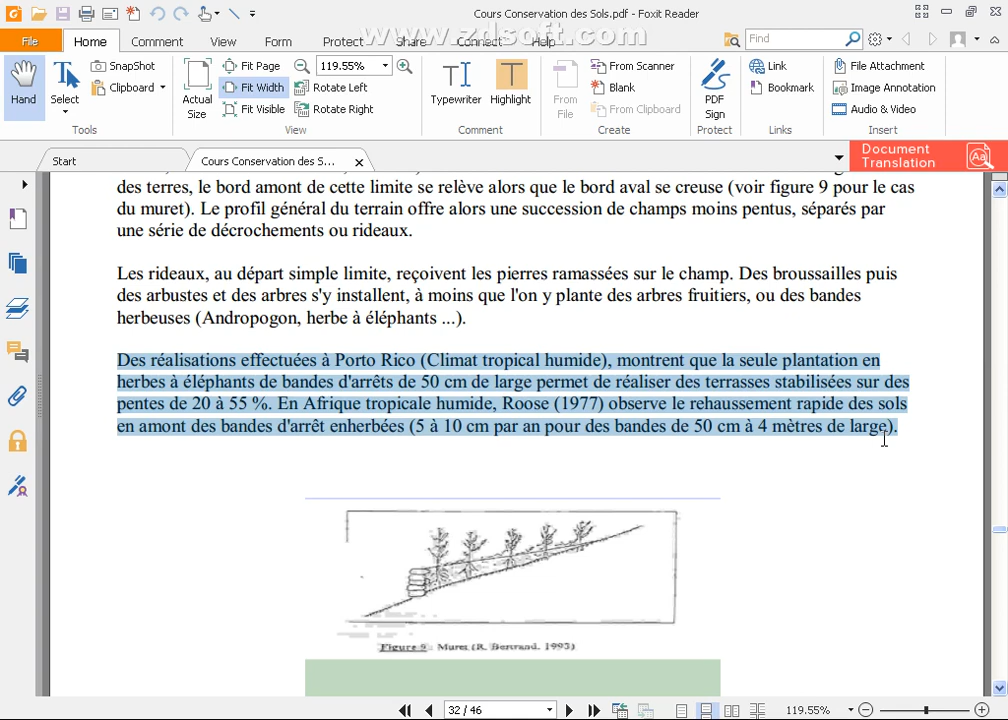 Cours Conservation des Sols.pdf - Foxit Reader
www.zdsoft.com
File Home Comment View Form Protect Share Connect Help Find
Hand
Select
SnapShot
Clipboard
Tools
Actual Size
Fit Page
Fit Width
Fit Visible
119.55%
Rotate Left
Rotate Right
View
Typewriter
Highlight
Comment
From File
From Scanner
Blank
From Clipboard
Create
PDF Sign
Protect
Link
Bookmark
Links
File Attachment
Image Annotation
Audio & Video
Insert
Start
Cours Conservation des S...
Document
Translation
des terres, le bord amont de cette limite se relève alors que le bord aval se creuse (voir figure 9 pour le cas
du muret). Le profil général du terrain offre alors une succession de champs moins pentus, séparés par
une série de décrochements ou rideaux.
Les rideaux, au départ simple limite, reçoivent les pierres ramassées sur le champ. Des broussailles puis
des arbustes et des arbres s'y installent, à moins que l'on y plante des arbres fruitiers, ou des bandes
herbeuses (Andropogon, herbe à éléphants ...).
Des réalisations effectuées à Porto Rico (Climat tropical humide), montrent que la seule plantation en
herbes à éléphants de bandes d'arrêts de 50 cm de large permet de réaliser des terrasses stabilisées sur des
pentes de 20 à 55 %. En Afrique tropicale humide, Roose (1977) observe le rehaussement rapide des sols
en amont des bandes d'arrêt enherbées (5 à 10 cm par an pour des bandes de 50 cm à 4 mètres de large).
Figure 9 : Muret (R. Bertrand. 1993)
32 / 46
119.55%